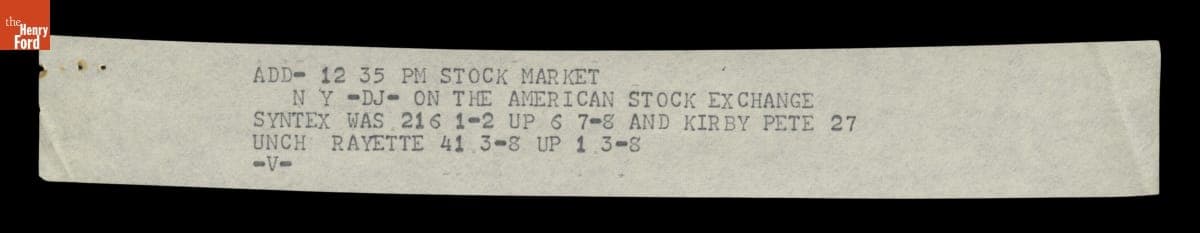 the
Henry
Ford
ADD- 12 35 PM STOCK MARKET
N Y -DJ- ON THE AMERICAN STOCK EXCHANGE
SYNTEX WAS 216 1-2 UP 6 7-8 AND KIRBY PETE 27
UNCH RAYETTE 41 3-8 UP 1 3-8
-V-